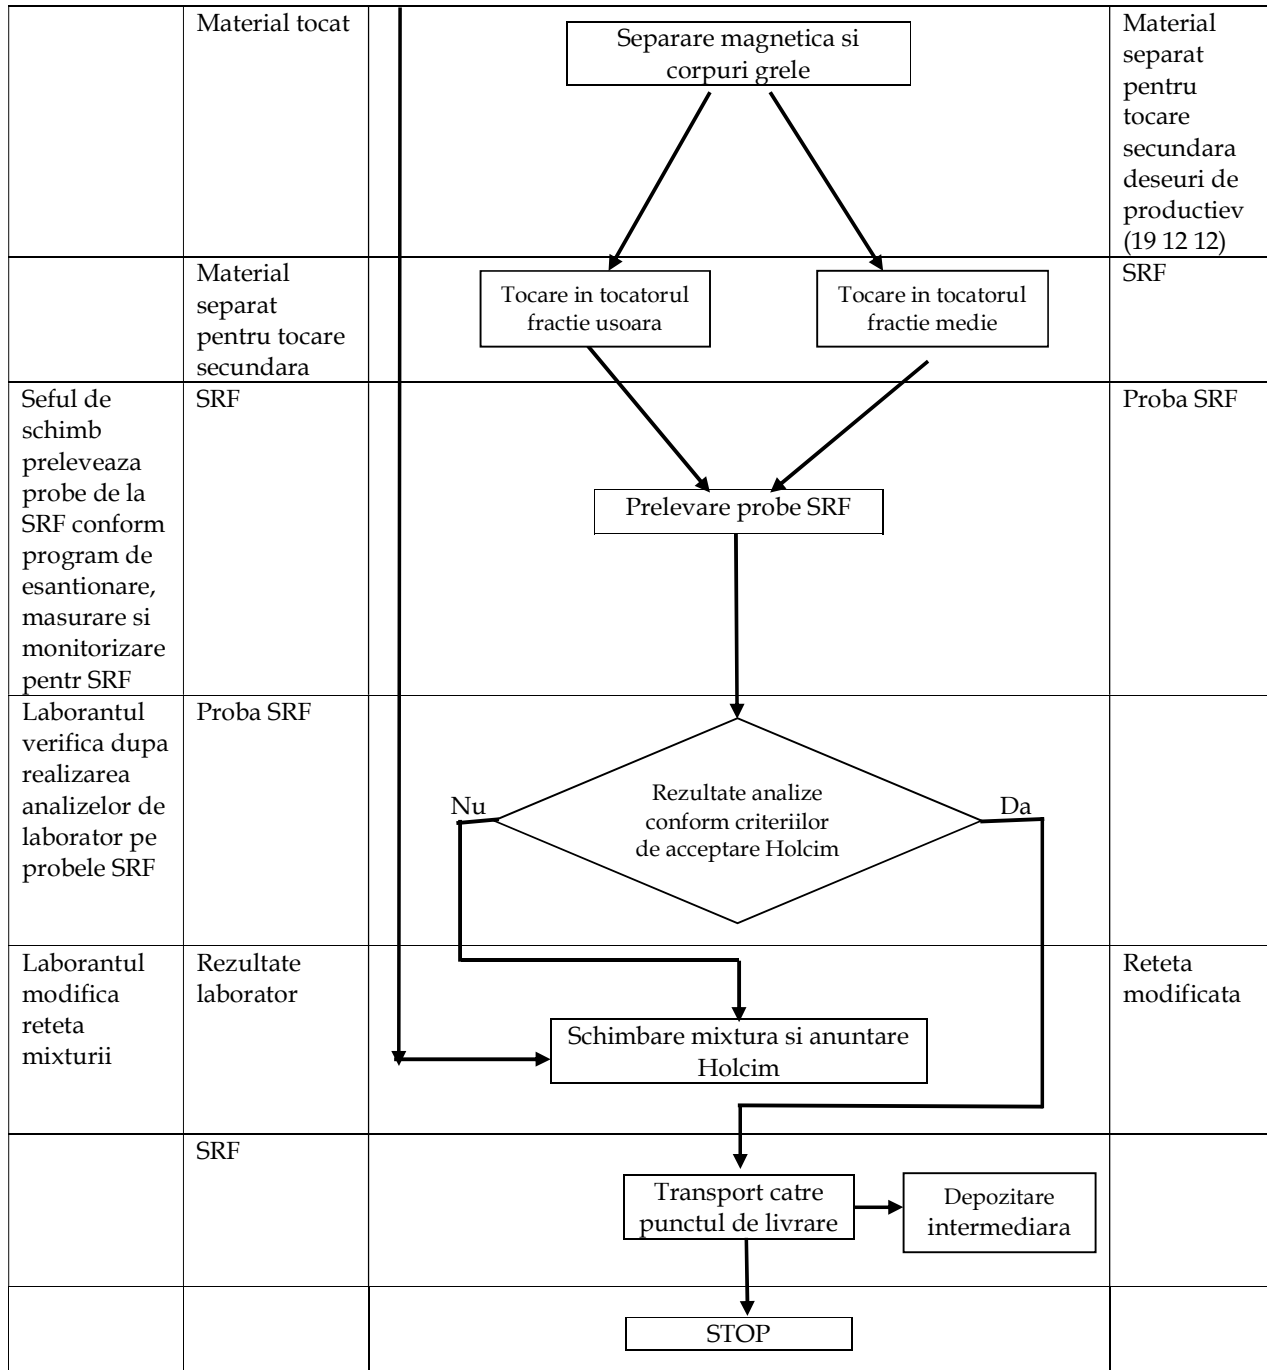 Material tocat
Separare magnetica si
corpuri grele
Material
separat
pentru
tocare
secundara
deseuri de
productiev
(19 12 12)
Material
separat
pentru tocare
secundara
Tocare in tocatorul
fractie usoara
Tocare in tocatorul
fractie medie
SRF
Seful de
schimb
preleveaza
probe de la
SRF conform
program de
esantionare,
masurare si
monitorizare
pentr SRF
SRF
Prelevare probe SRF
Proba SRF
Laborantul
verifica dupa
realizarea
analizelor de
laborator pe
probele SRF
Proba SRF
Nu
Rezultate analize
conform criteriilor
de acceptare Holcim
Da
Laborantul
modifica
reteta
mixturii
Rezultate
laborator
Schimbare mixtura si anuntare
Holcim
Reteta
modificata
SRF
Transport catre
punctul de livrare
Depozitare
intermediara
STOP